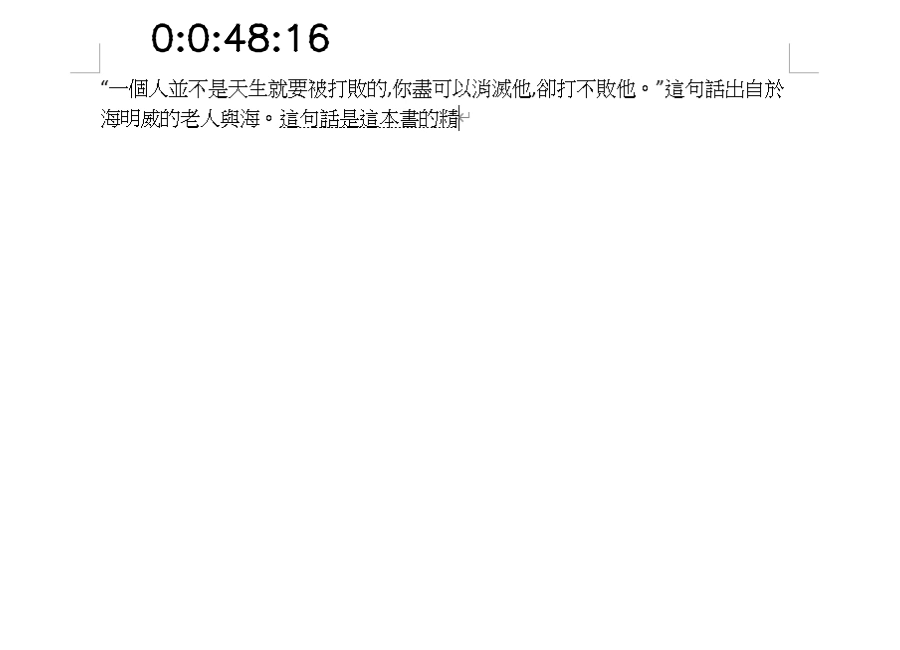 0:0:48:16
“一個人並不是天生就要被打敗的,你盡可以消滅他,卻打不敗他。”這句話出自於
海明威的老人與海。這句話是這本書的精